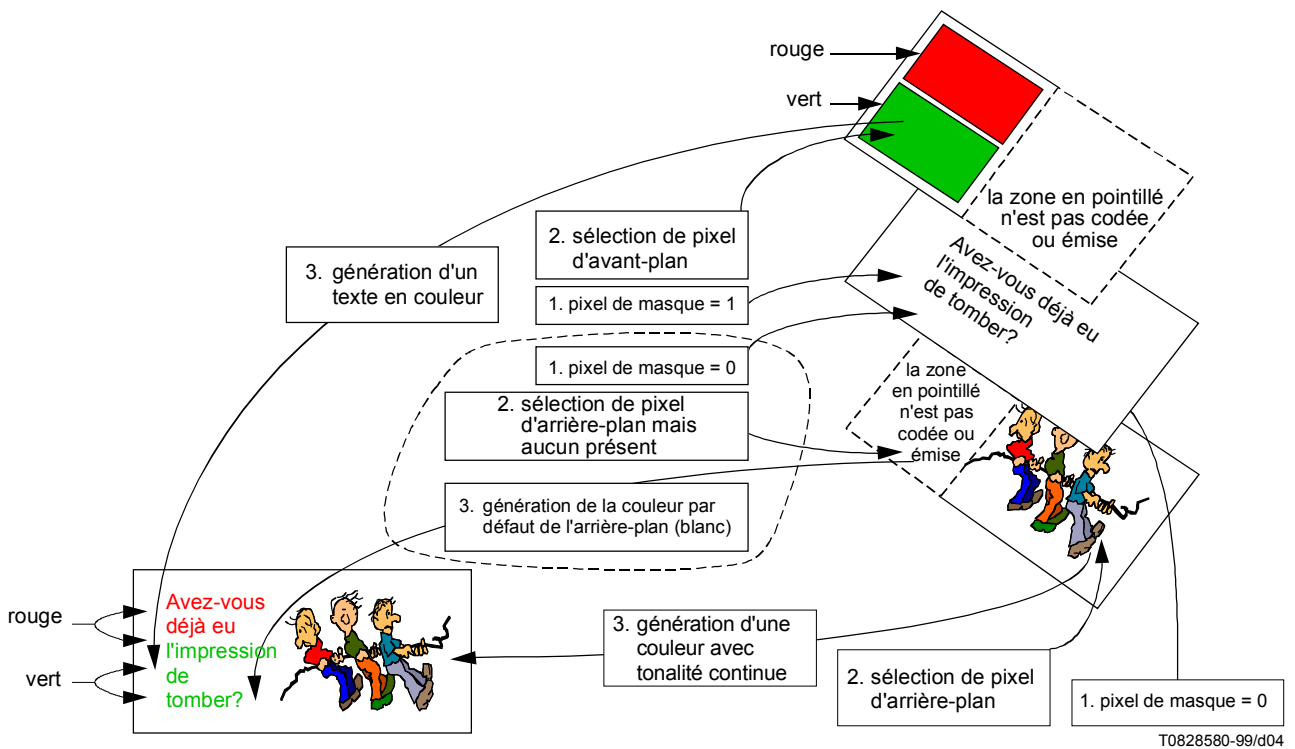 rouge
vert
la zone en pointillé
n'est pas codée
ou émise
2. sélection de pixel
d'avant-plan
3. génération d'un
texte en couleur
1. pixel de masque = 1
Avez-vous déjà eu
l'impression
de tomber?
1. pixel de masque = 0
la zone
en pointillé
n'est pas
codée ou
émise
2. sélection de pixel
d'arrière-plan mais
aucun présent
3. génération de la couleur par
défaut de l'arrière-plan (blanc)
rouge
vert
Avez-vous
déjà eu
l'impression
de
tomber?
3. génération d'une
couleur avec
tonalité continue
2. sélection de pixel
d'arrière-plan
1. pixel de masque = 0
T0828580-99/d04